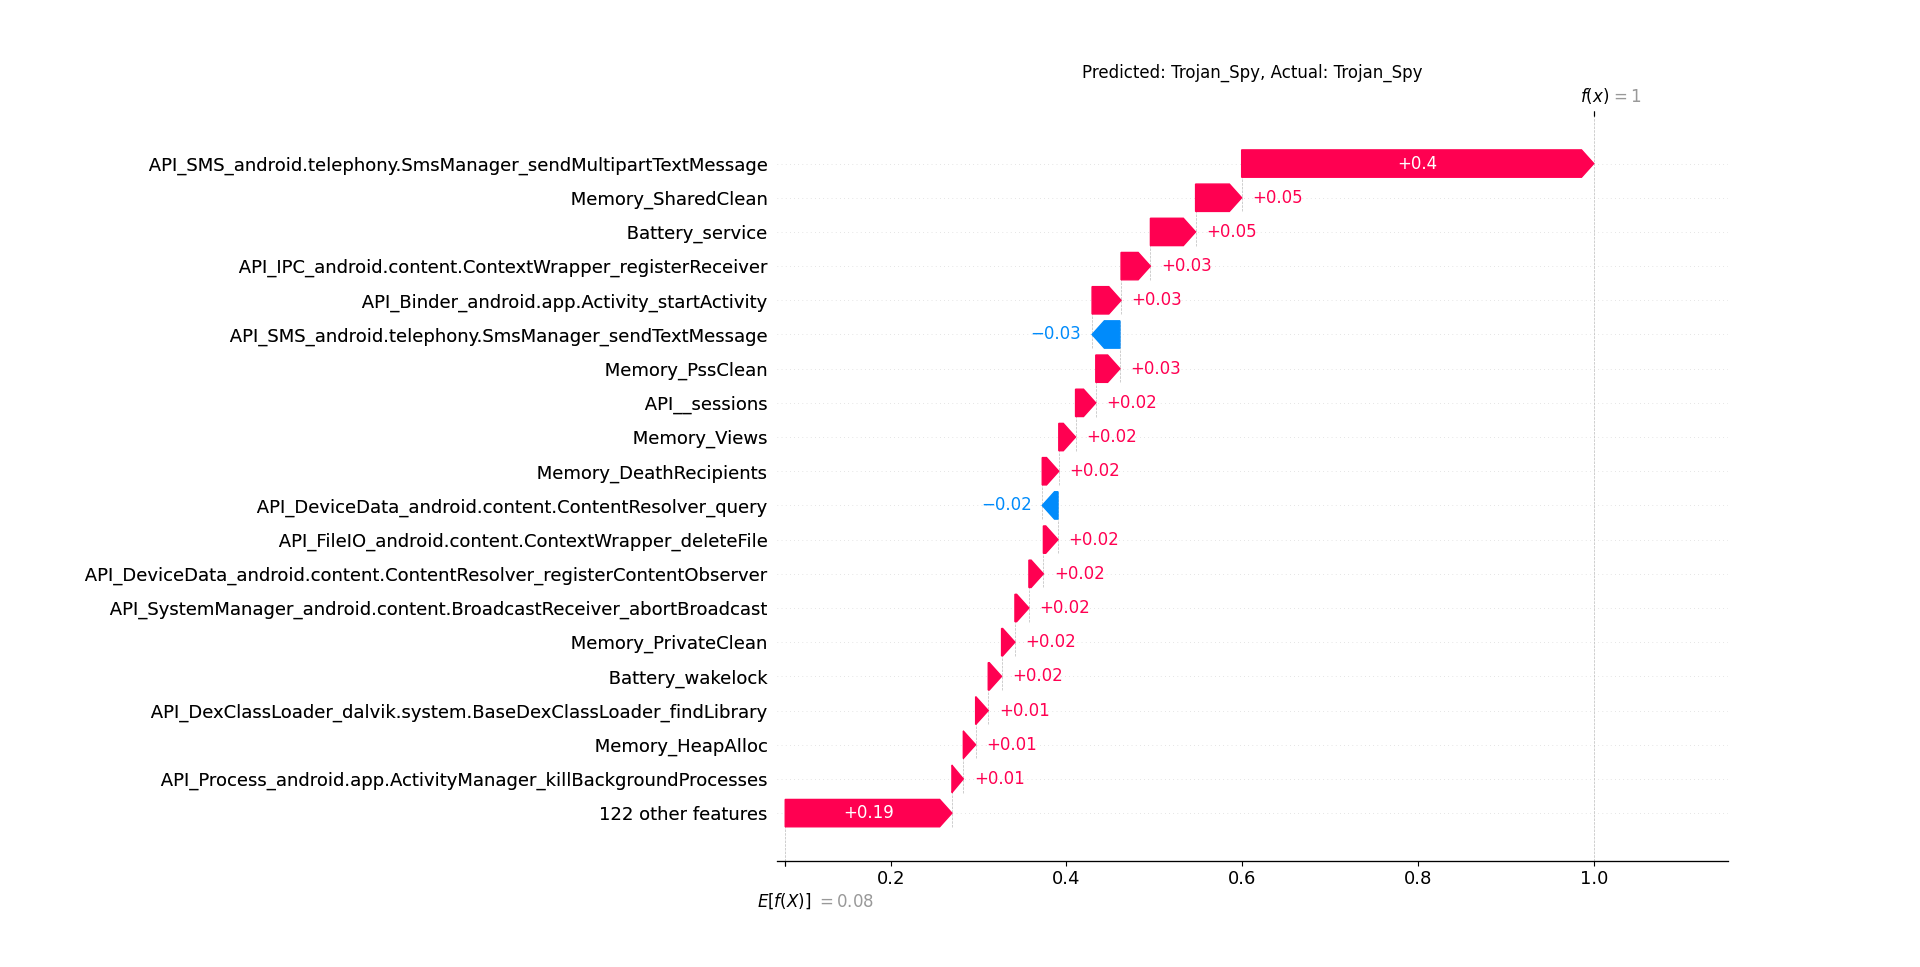 Predicted: Trojan_Spy, Actual: Trojan_Spy
f(x) = 1
API_SMS_android.telephony.SmsManager_sendMultipartTextMessage +0.4
Memory_SharedClean +0.05
Battery_service +0.05
API_IPC_android.content.ContextWrapper_registerReceiver +0.03
API_Binder_android.app.Activity_startActivity +0.03
API_SMS_android.telephony.SmsManager_sendTextMessage −0.03
Memory_PssClean +0.03
API__sessions +0.02
Memory_Views +0.02
Memory_DeathRecipients +0.02
API_DeviceData_android.content.ContentResolver_query −0.02
API_FileIO_android.content.ContextWrapper_deleteFile +0.02
API_DeviceData_android.content.ContentResolver_registerContentObserver +0.02
API_SystemManager_android.content.BroadcastReceiver_abortBroadcast +0.02
Memory_PrivateClean +0.02
Battery_wakelock +0.02
API_DexClassLoader_dalvik.system.BaseDexClassLoader_findLibrary +0.01
Memory_HeapAlloc +0.01
API_Process_android.app.ActivityManager_killBackgroundProcesses +0.01
122 other features +0.19
0.2 0.4 0.6 0.8 1.0
E[f(X)] = 0.08